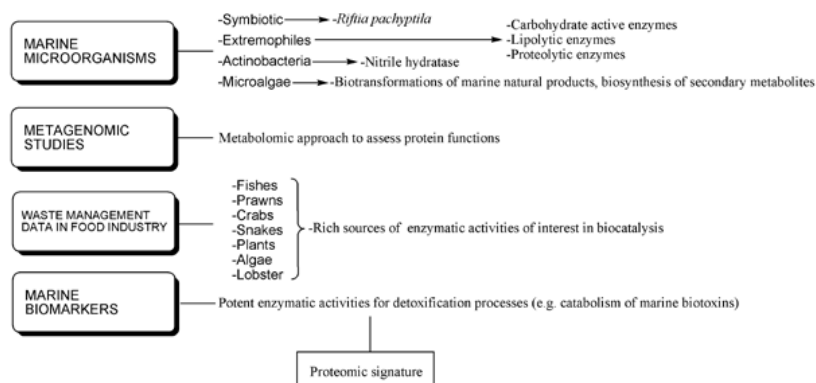 MARINE
MICROORGANISMS
-Symbiotic
-Riftia pachyptila
-Extremophiles
-Carbohydrate active enzymes
-Lipolytic enzymes
-Proteolytic enzymes
-Actinobacteria
-Nitrile hydratase
-Microalgae
-Biotransformations of marine natural products, biosynthesis of secondary metabolites
METAGENOMIC
STUDIES
Metabolomic approach to assess protein functions
WASTE MANAGEMENT
DATA IN FOOD INDUSTRY
-Fishes
-Prawns
-Crabs
-Snakes
-Plants
-Algae
-Lobster
-Rich sources of enzymatic activities of interest in biocatalysis
MARINE
BIOMARKERS
Potent enzymatic activities for detoxification processes (e.g. catabolism of marine biotoxins)
Proteomic signature